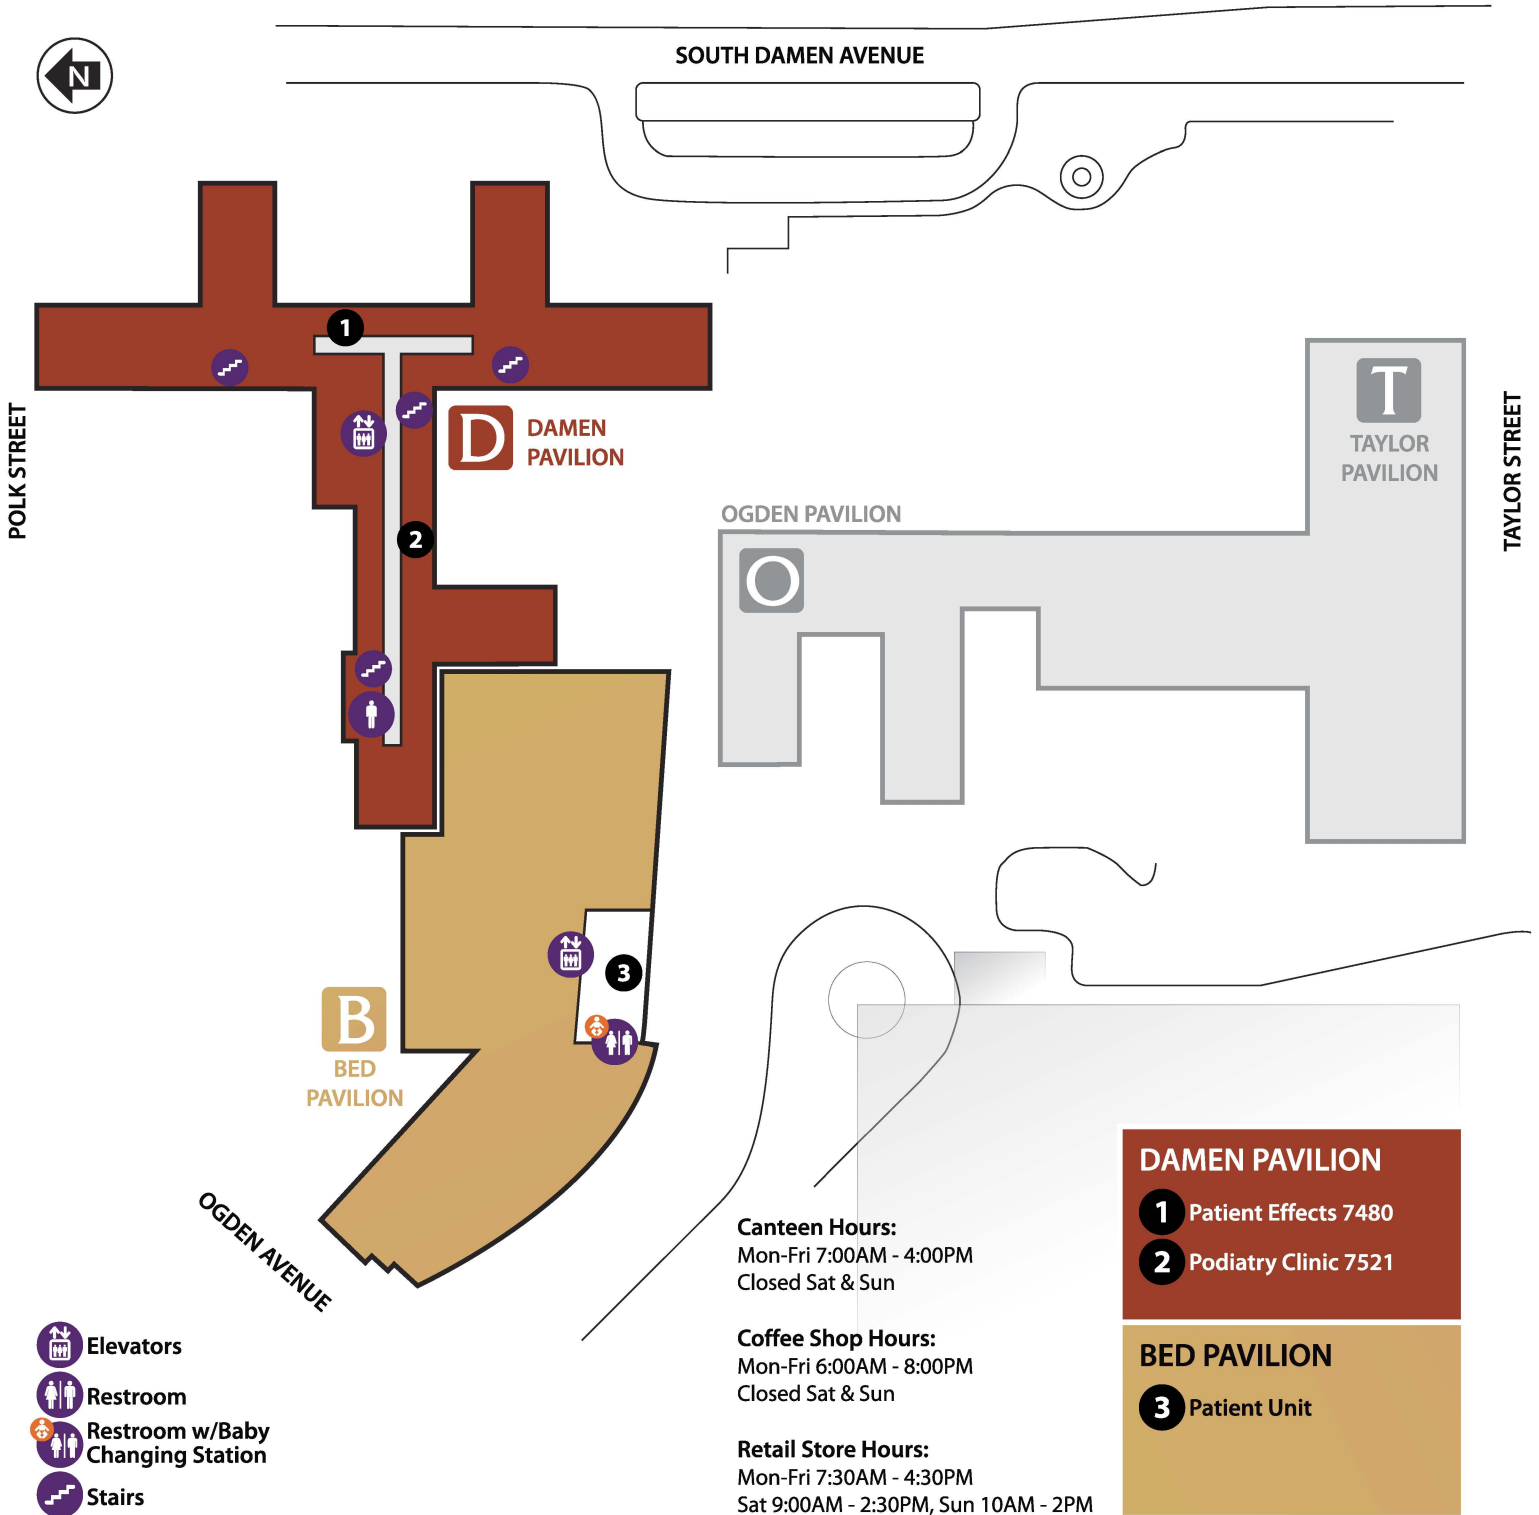 SOUTH DAMEN AVENUE
N
1
POLK STREET
D
DAMEN
PAVILION
2
T
TAYLOR
PAVILION
TAYLOR STREET
OGDEN PAVILION
O
3
B
BED
PAVILION
OGDEN AVENUE
Elevators
Restroom
Restroom w/Baby
Changing Station
Stairs
Canteen Hours:
Mon-Fri 7:00AM - 4:00PM
Closed Sat & Sun
Coffee Shop Hours:
Mon-Fri 6:00AM - 8:00PM
Closed Sat & Sun
Retail Store Hours:
Mon-Fri 7:30AM - 4:30PM
Sat 9:00AM - 2:30PM, Sun 10AM - 2PM
DAMEN PAVILION
1 Patient Effects 7480
2 Podiatry Clinic 7521
BED PAVILION
3 Patient Unit